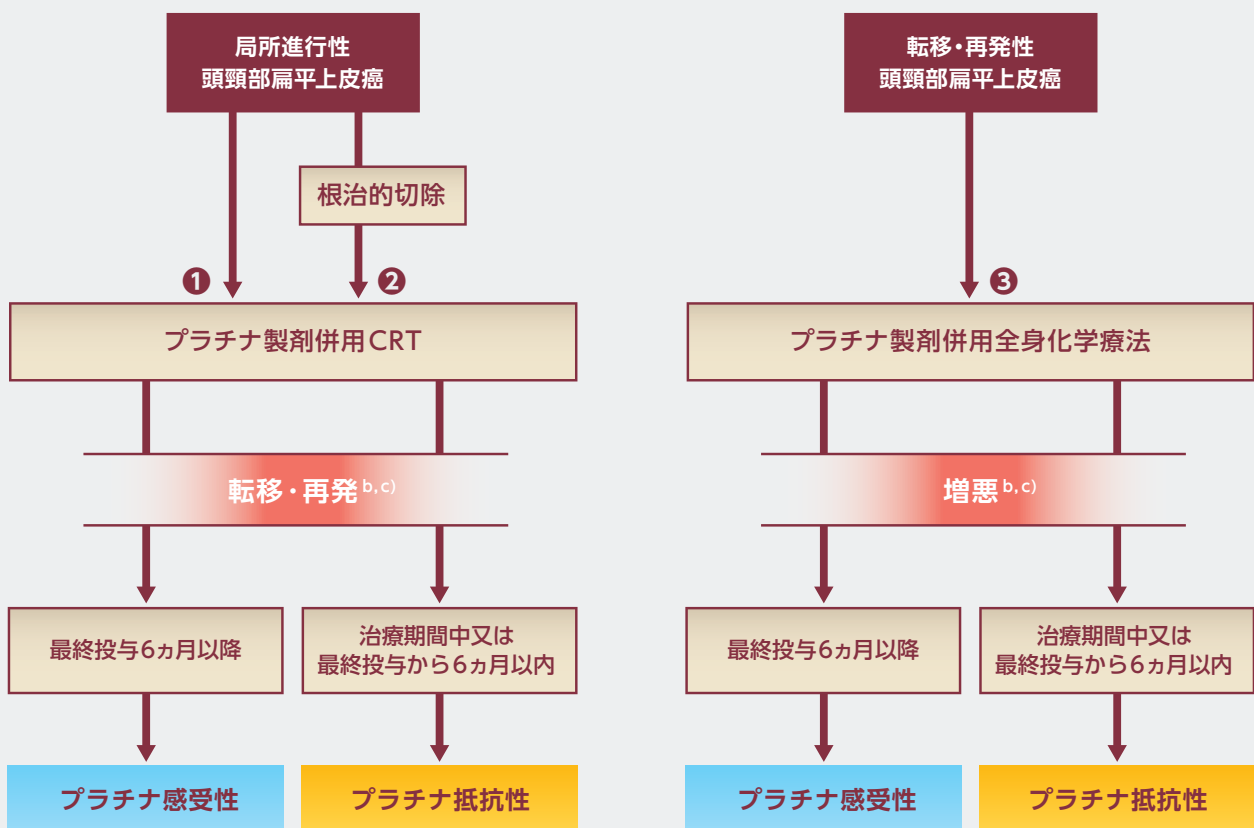 局所進行性
頭頸部扁平上皮癌
根治的切除
❶
❷
プラチナ製剤併用CRT
転移・再発b,c)
最終投与6ヵ月以降
治療期間中又は
最終投与から6ヵ月以内
プラチナ感受性
プラチナ抵抗性
転移・再発性
頭頸部扁平上皮癌
❸
プラチナ製剤併用全身化学療法
増悪b,c)
最終投与6ヵ月以降
治療期間中又は
最終投与から6ヵ月以内
プラチナ感受性
プラチナ抵抗性